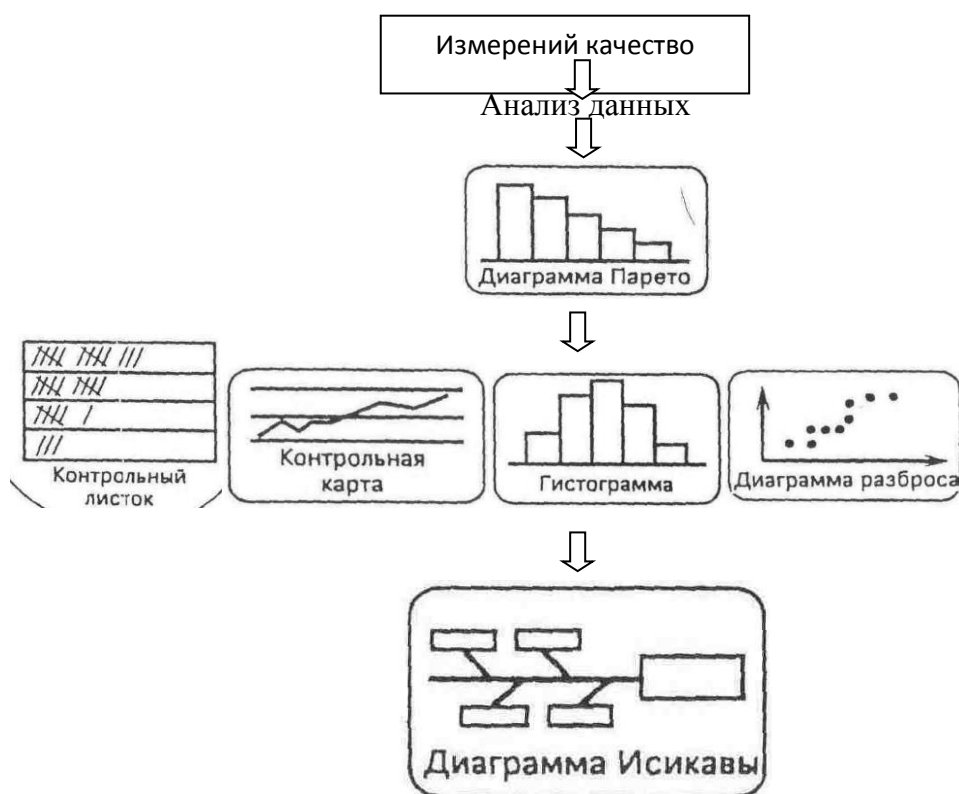 Измерений качество
Анализ данных
Диаграмма Парето
Контрольный
листок
Контрольная
карта
Гистограмма
Диаграмма разброса
Диаграмма Исикавы